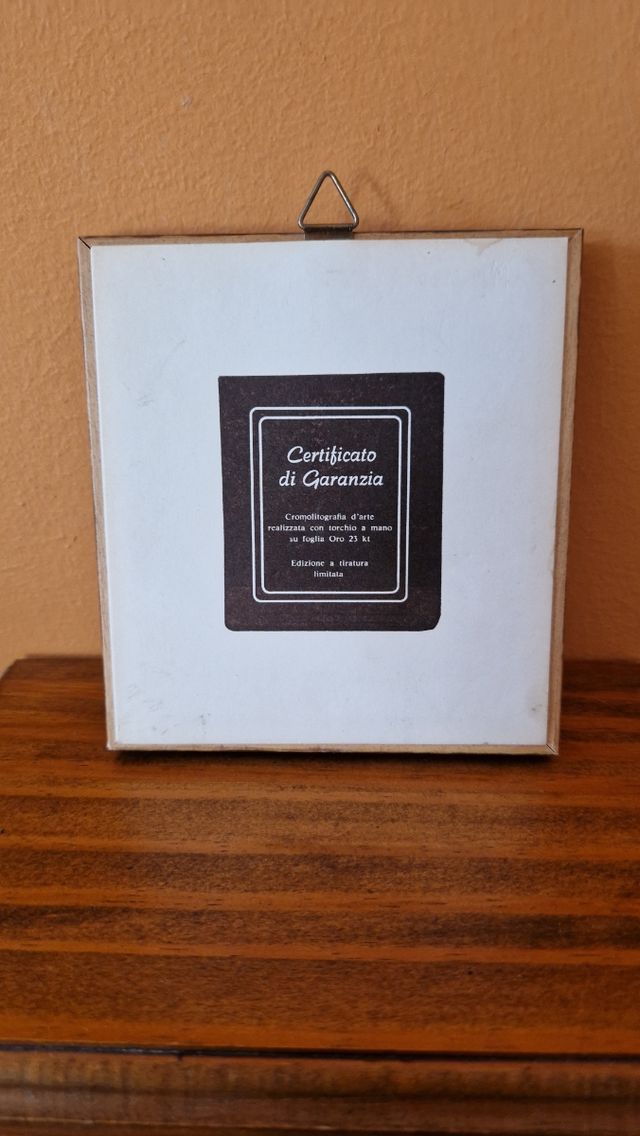 Certificato
di Garanzia
Cromolitografia d'arte
realizzata con torchio a mano
su foglia Oro 23 kt
Edizione a tiratura
limitata